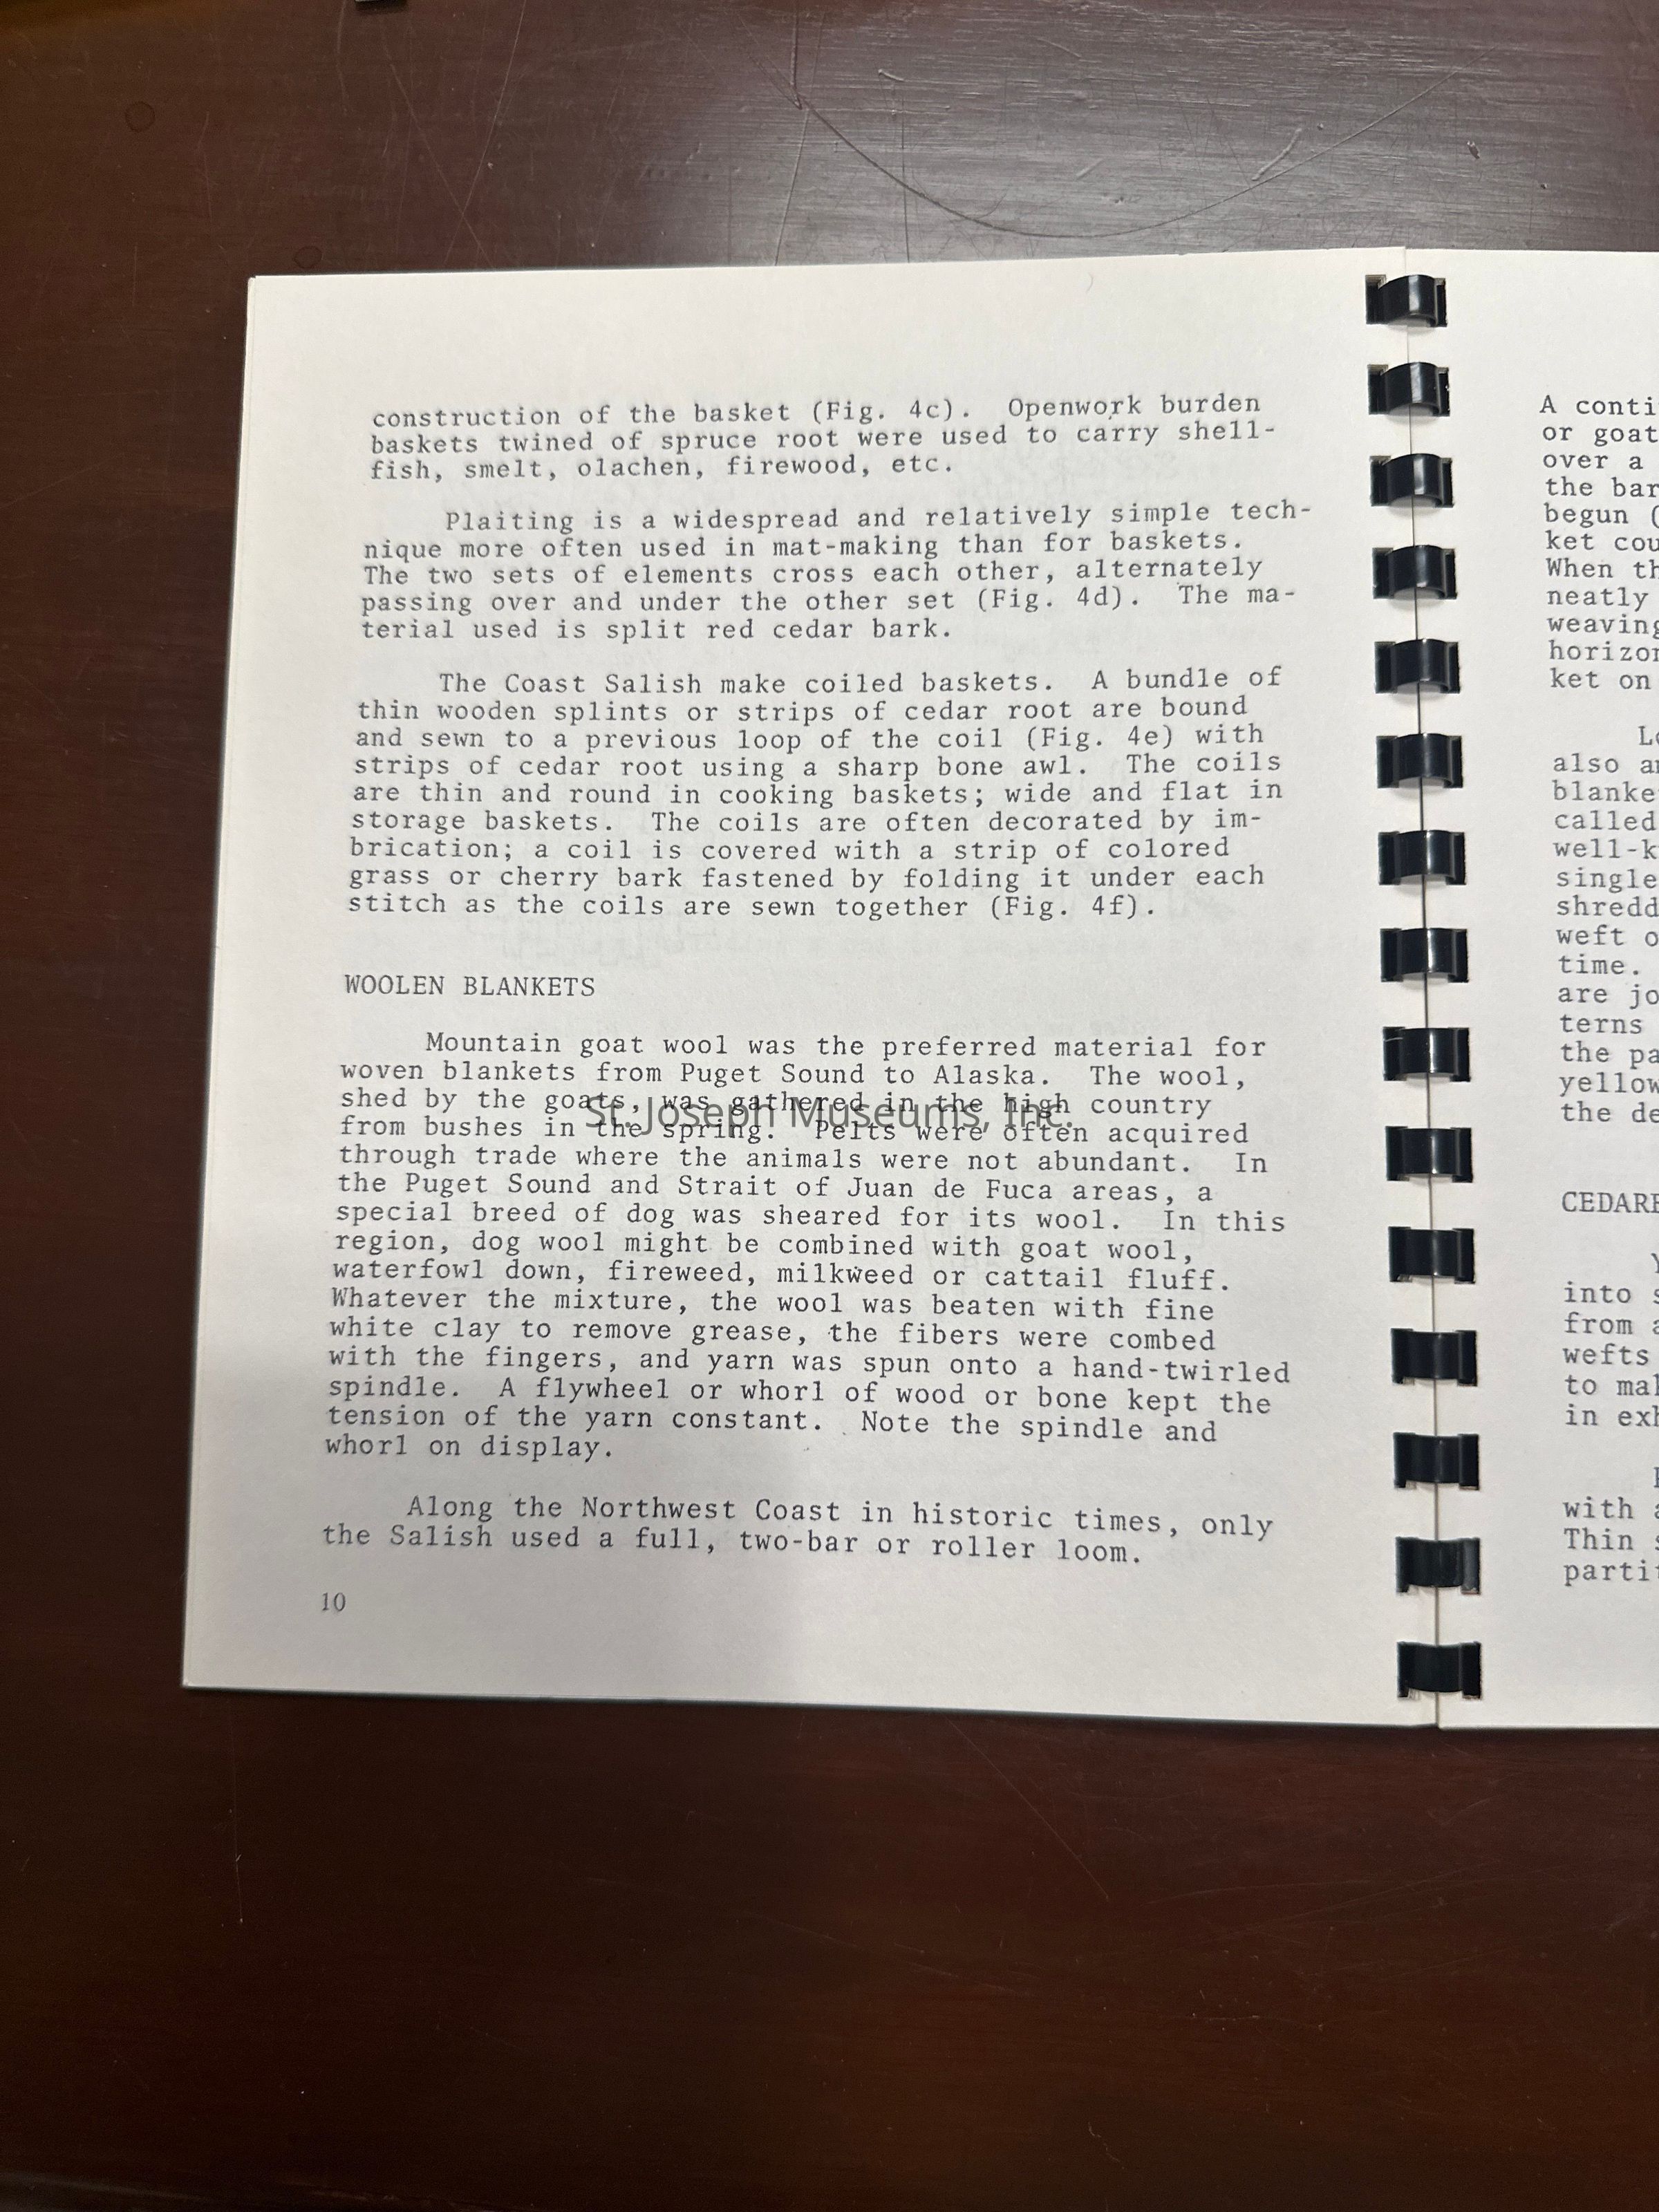 construction of the basket (Fig. 4c).  Openwork burden
baskets twined of spruce root were used to carry shell-
fish, smelt, olachen, firewood, etc.
Plaiting is a widespread and relatively simple tech-
nique more often used in mat-making than for baskets.
The two sets of elements cross each other, alternately
passing over and under the other set (Fig. 4d).  The ma-
terial used is split red cedar bark.
The Coast Salish make coiled baskets.  A bundle of
thin wooden splints or strips of cedar root are bound
and sewn to a previous loop of the coil (Fig. 4e) with
strips of cedar root using a sharp bone awl.  The coils
are thin and round in cooking baskets; wide and flat in
storage baskets.  The coils are often decorated by im-
brication; a coil is covered with a strip of colored
grass or cherry bark fastened by folding it under each
stitch as the coils are sewn together (Fig. 4f).
WOOLEN BLANKETS
Mountain goat wool was the preferred material for
woven blankets from Puget Sound to Alaska.  The wool,
shed by the goats, was gathered in the high country
from bushes in the spring.  Pelts were often acquired
through trade where the animals were not abundant.  In
the Puget Sound and Strait of Juan de Fuca areas, a
special breed of dog was sheared for its wool.  In this
region, dog wool might be combined with goat wool,
waterfowl down, fireweed, milkweed or cattail fluff.
Whatever the mixture, the wool was beaten with fine
white clay to remove grease, the fibers were combed
with the fingers, and yarn was spun onto a hand-twirled
spindle.  A flywheel or whorl of wood or bone kept the
tension of the yarn constant.  Note the spindle and
whorl on display.
Along the Northwest Coast in historic times, only
the Salish used a full, two-bar or roller loom.
10
St. Joseph Museums, Inc.
A conti
or goat
over a
the bar
begun (
ket cou
When th
neatly
weaving
horizon
ket on
Lo
also an
blanke
called
well-k
single
shredd
weft o
time.
are jo
terns
the pa
yellow
the de
CEDARB
Y
into s
from a
wefts
to mak
in exh
with a
Thin s
partit